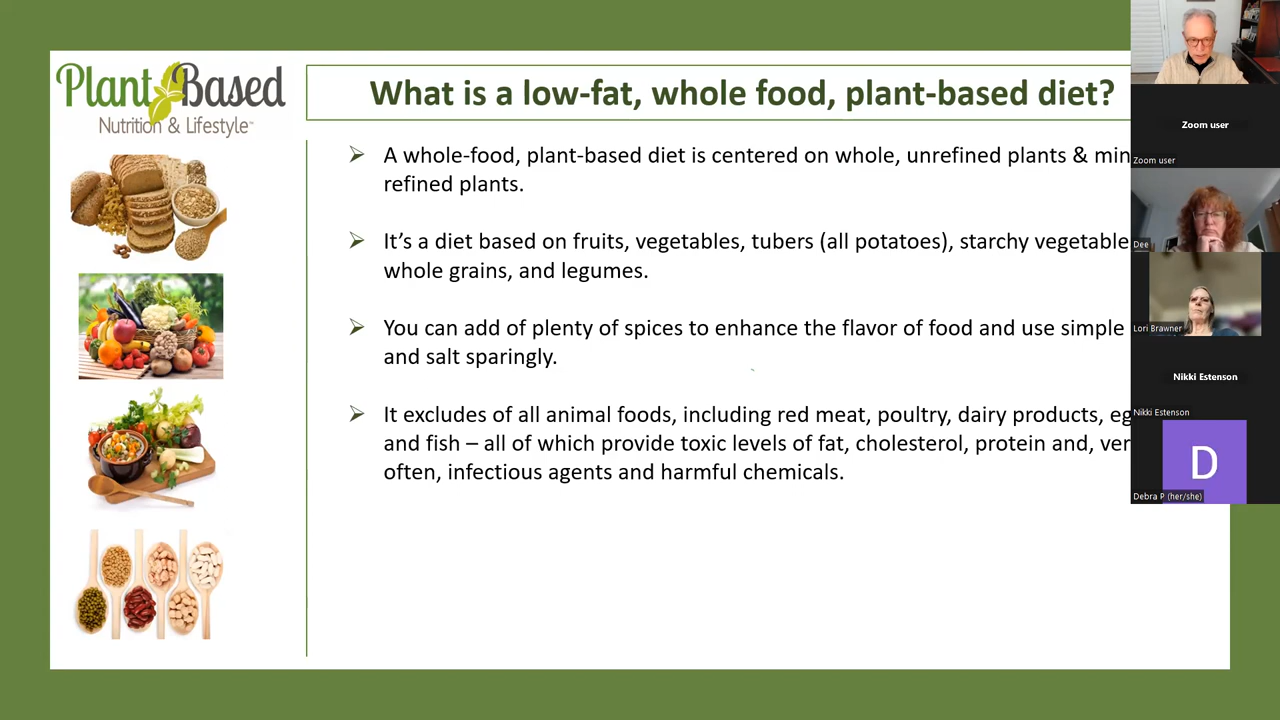 Plant Based
Nutrition & Lifestyle™
What is a low-fat, whole food, plant-based diet?
➢ A whole-food, plant-based diet is centered on whole, unrefined plants &
refined plants.
➢ It’s a diet based on fruits, vegetables, tubers (all potatoes), starchy
whole grains, and legumes.
➢ You can add of plenty of spices to enhance the flavor of food and use simple
and salt sparingly.
➢ It excludes of all animal foods, including red meat, poultry, dairy products,
and fish – all of which provide toxic levels of fat, cholesterol, protein and,
often, infectious agents and harmful chemicals.
Zoom user
Zoom user
Dee
Lori Brawner
Nikki Estenson
Nikki Estenson
D
Debra P (her/she)